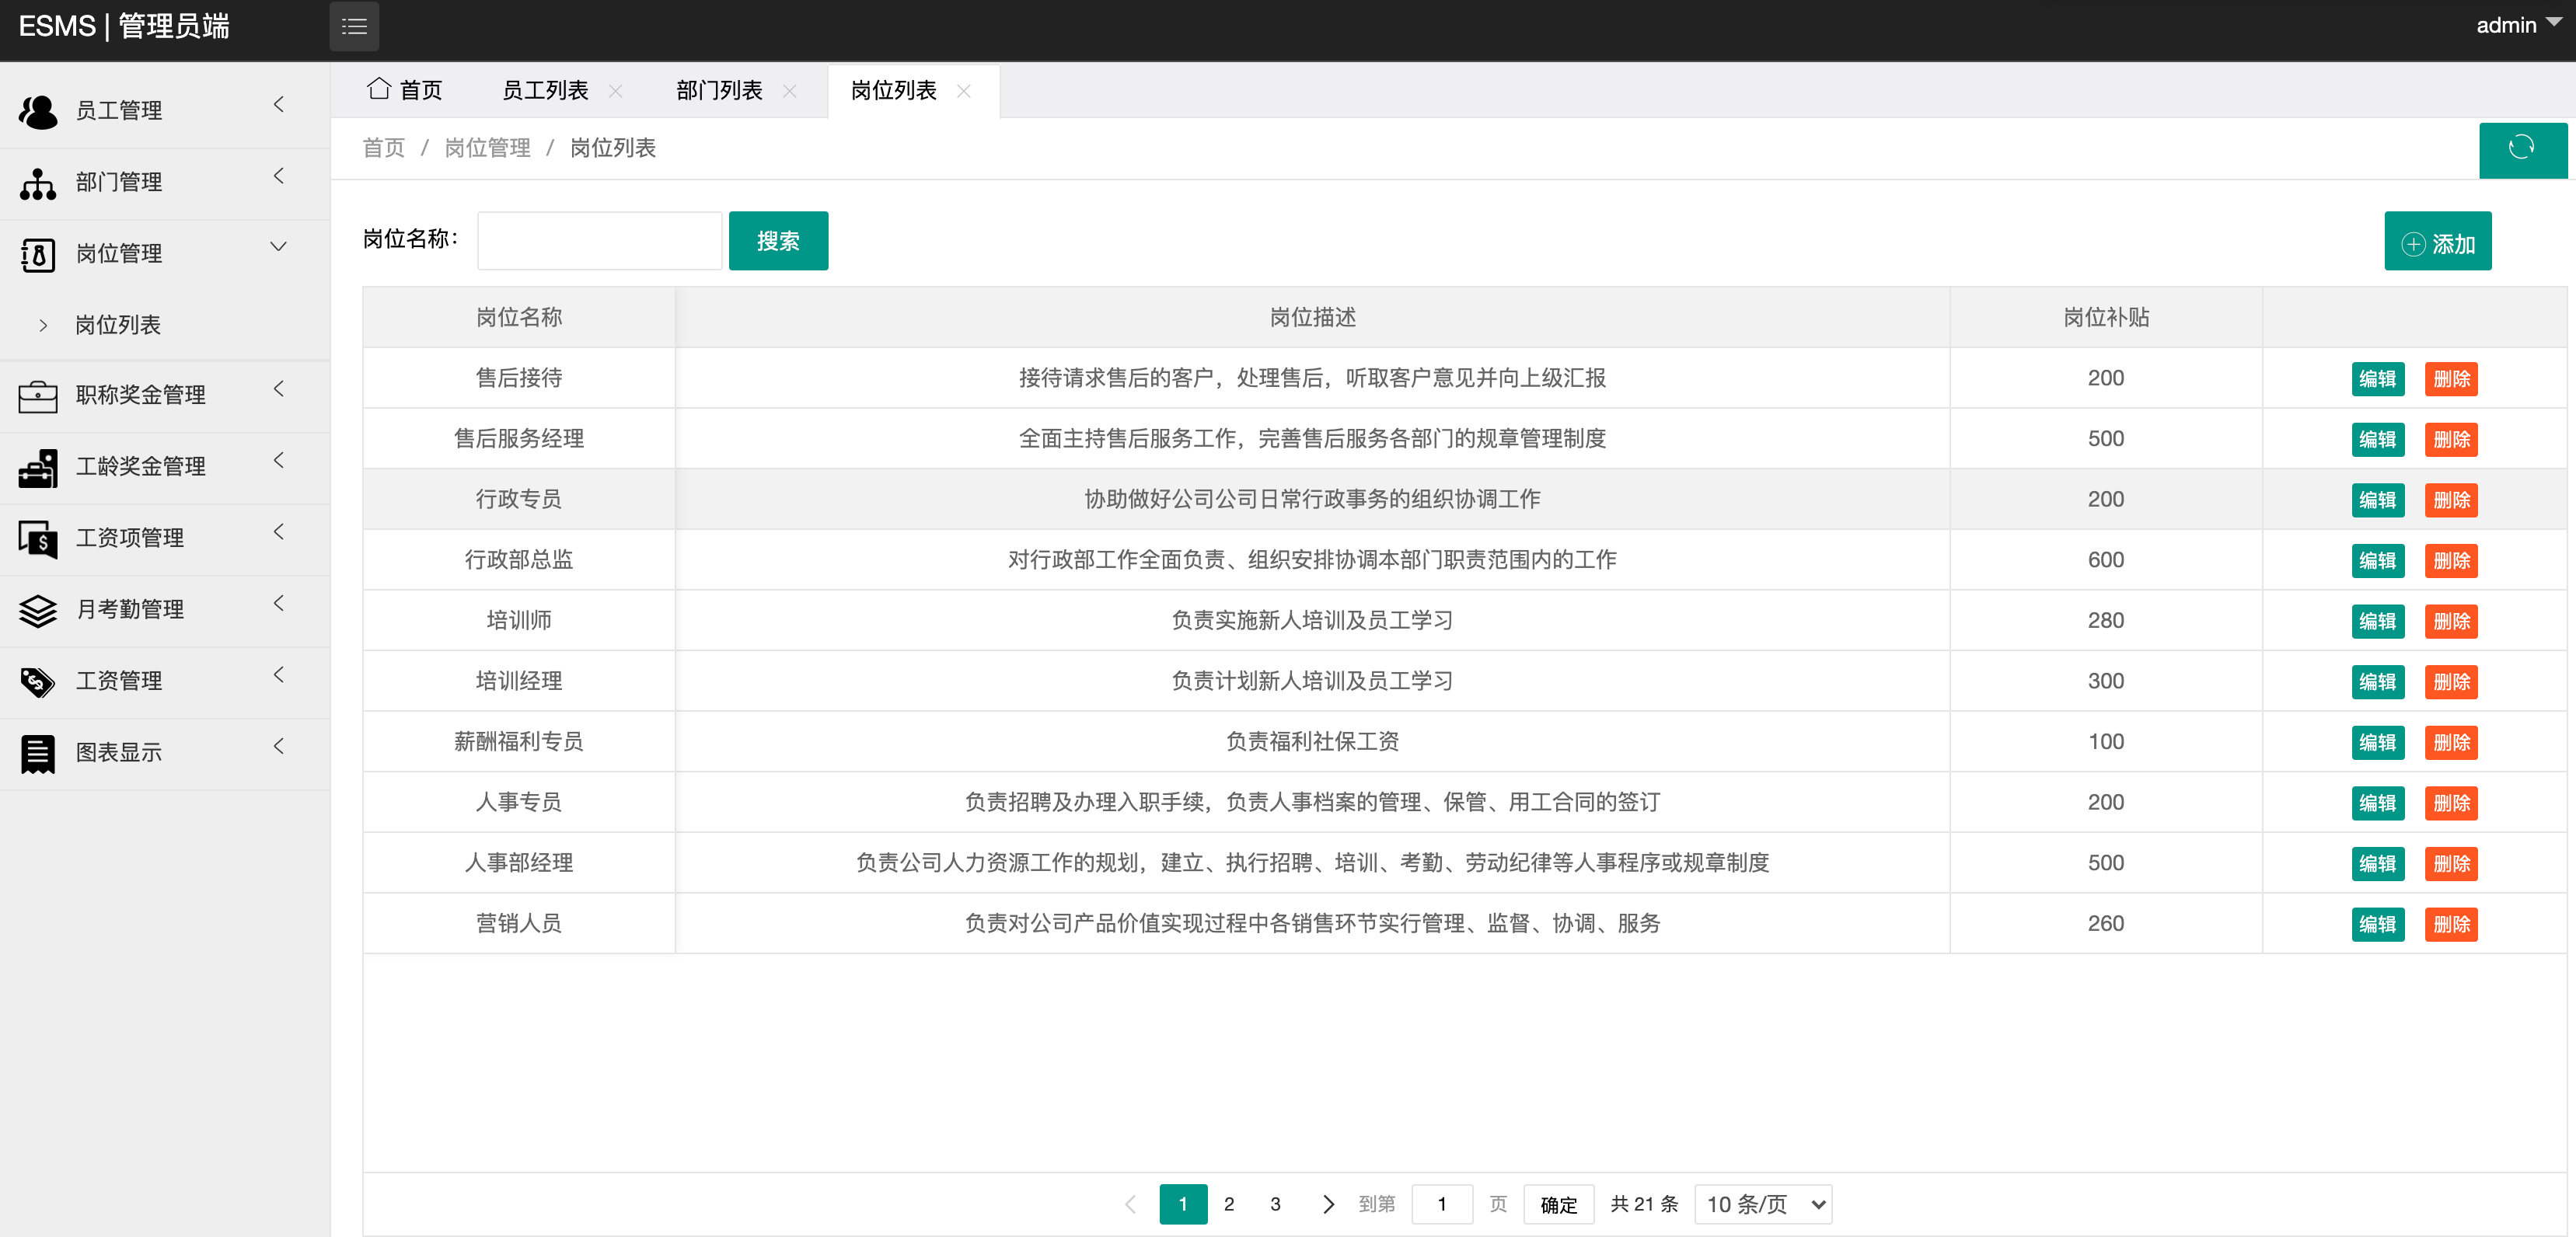 ESMS | 管理员端
admin
员工管理
部门管理
岗位管理
岗位列表
职称奖金管理
工龄奖金管理
工资项管理
月考勤管理
工资管理
图表显示
首页 员工列表 部门列表 岗位列表
首页 / 岗位管理 / 岗位列表
岗位名称： 搜索 添加
岗位名称 岗位描述 岗位补贴
售后接待 接待请求售后的客户，处理售后，听取客户意见并向上级汇报 200 编辑 删除
售后服务经理 全面主持售后服务工作，完善售后服务各部门的规章管理制度 500 编辑 删除
行政专员 协助做好公司公司日常行政事务的组织协调工作 200 编辑 删除
行政部总监 对行政部工作全面负责、组织安排协调本部门职责范围内的工作 600 编辑 删除
培训师 负责实施新人培训及员工学习 280 编辑 删除
培训经理 负责计划新人培训及员工学习 300 编辑 删除
薪酬福利专员 负责福利社保工资 100 编辑 删除
人事专员 负责招聘及办理入职手续，负责人事档案的管理、保管、用工合同的签订 200 编辑 删除
人事部经理 负责公司人力资源工作的规划，建立、执行招聘、培训、考勤、劳动纪律等人事程序或规章制度 500 编辑 删除
营销人员 负责对公司产品价值实现过程中各销售环节实行管理、监督、协调、服务 260 编辑 删除
1 2 3 到第 1 页 确定 共 21 条 10 条/页